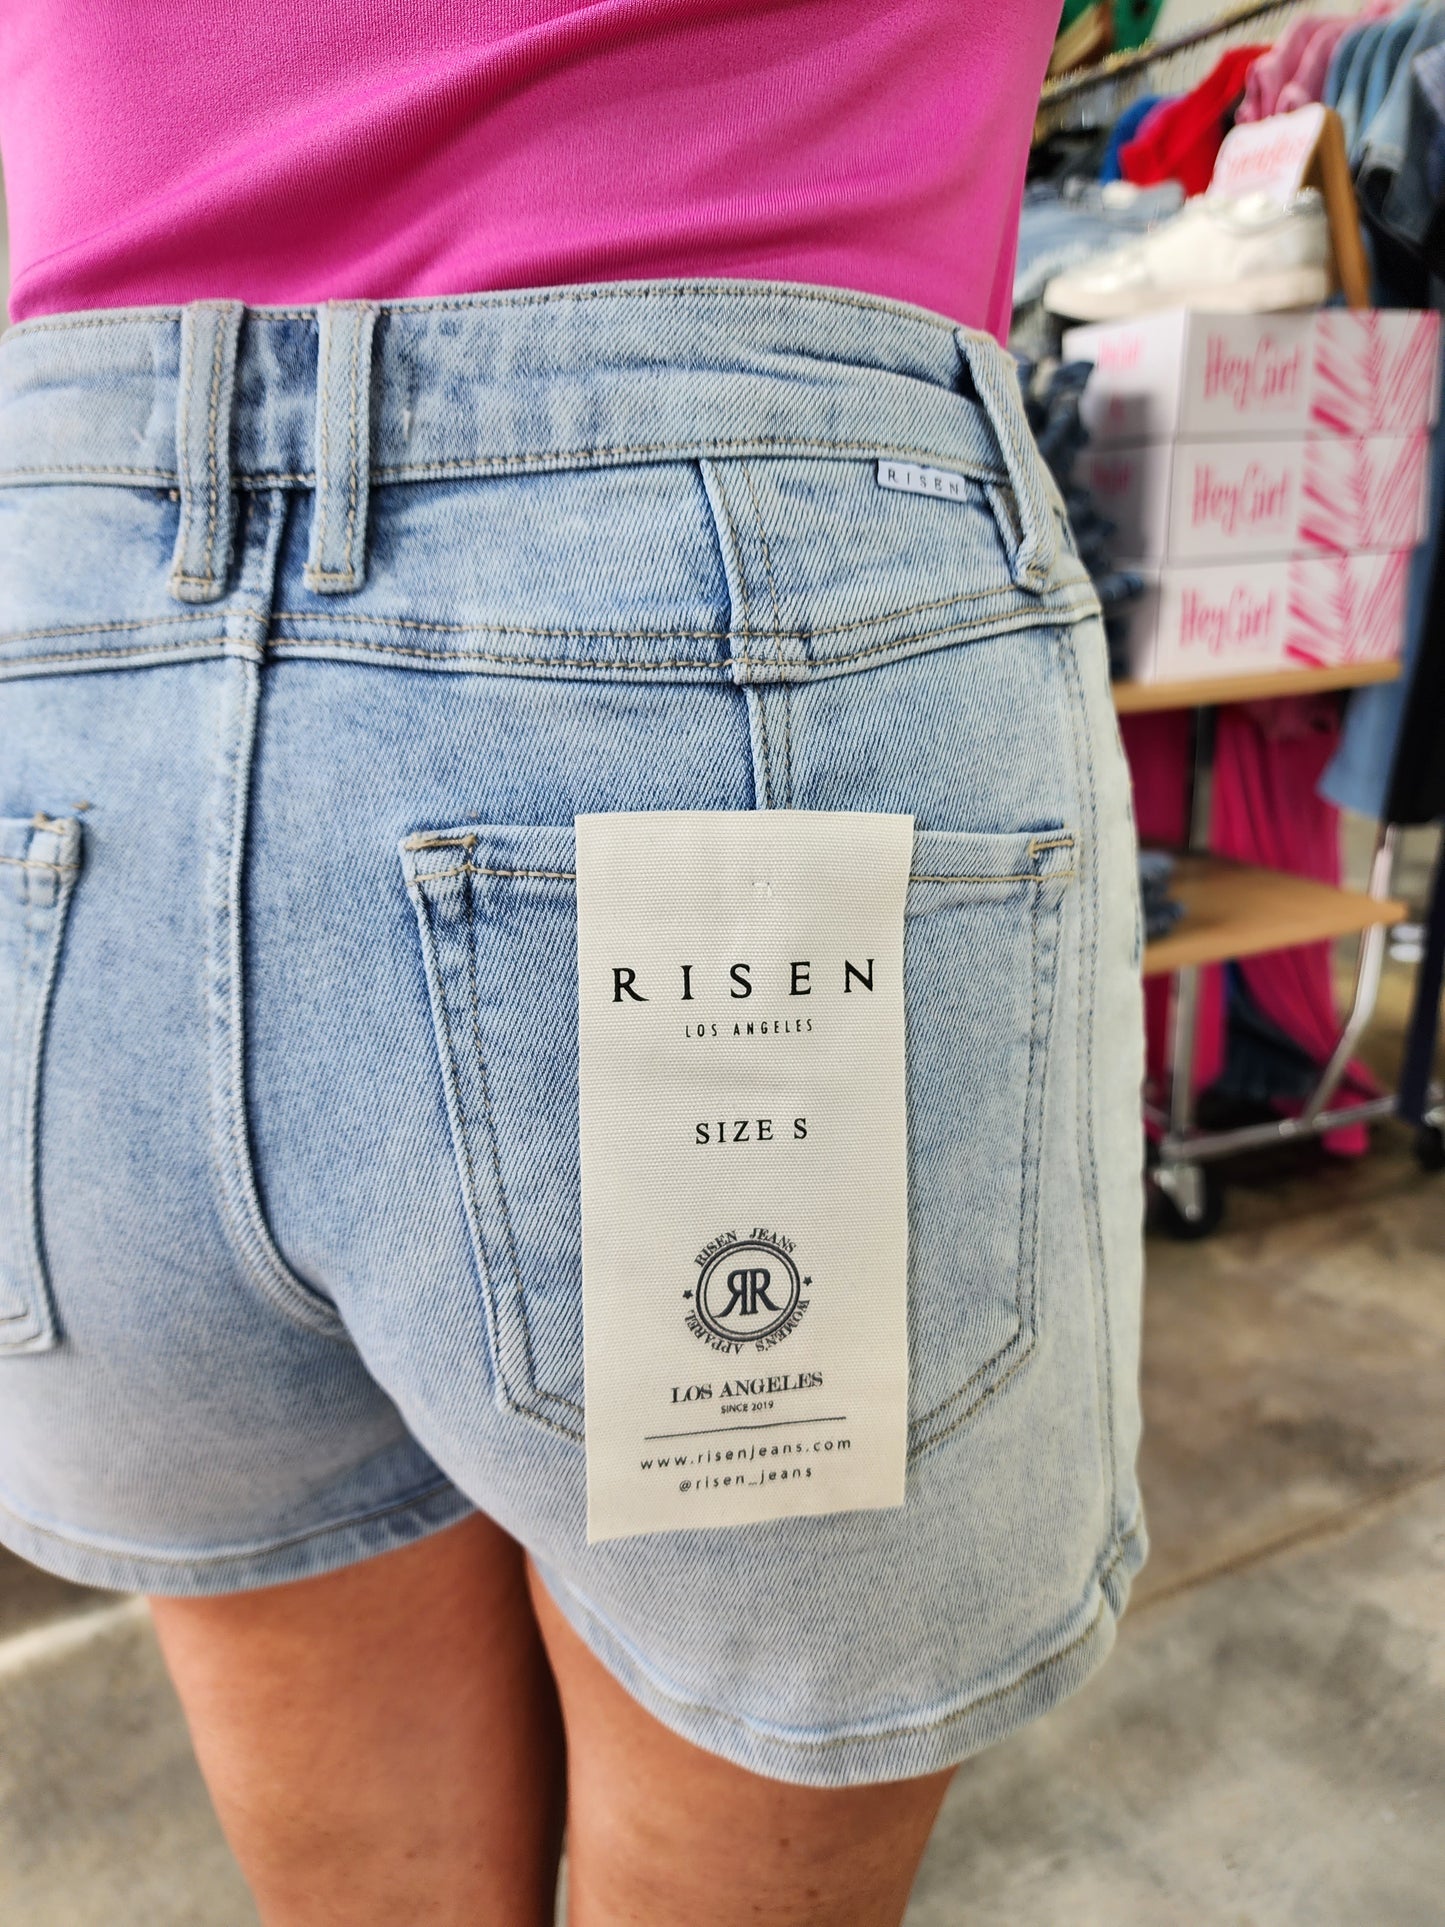 RISEN
RISEN
LOS ANGELES
SIZE S
RISEN JEANS
RR
WOMEN'S APPAREL
LOS ANGELES
SINCE 2019
www.risenjeans.com
@risen_jeans
Hey Girl
Hey Girl
Hey Girl